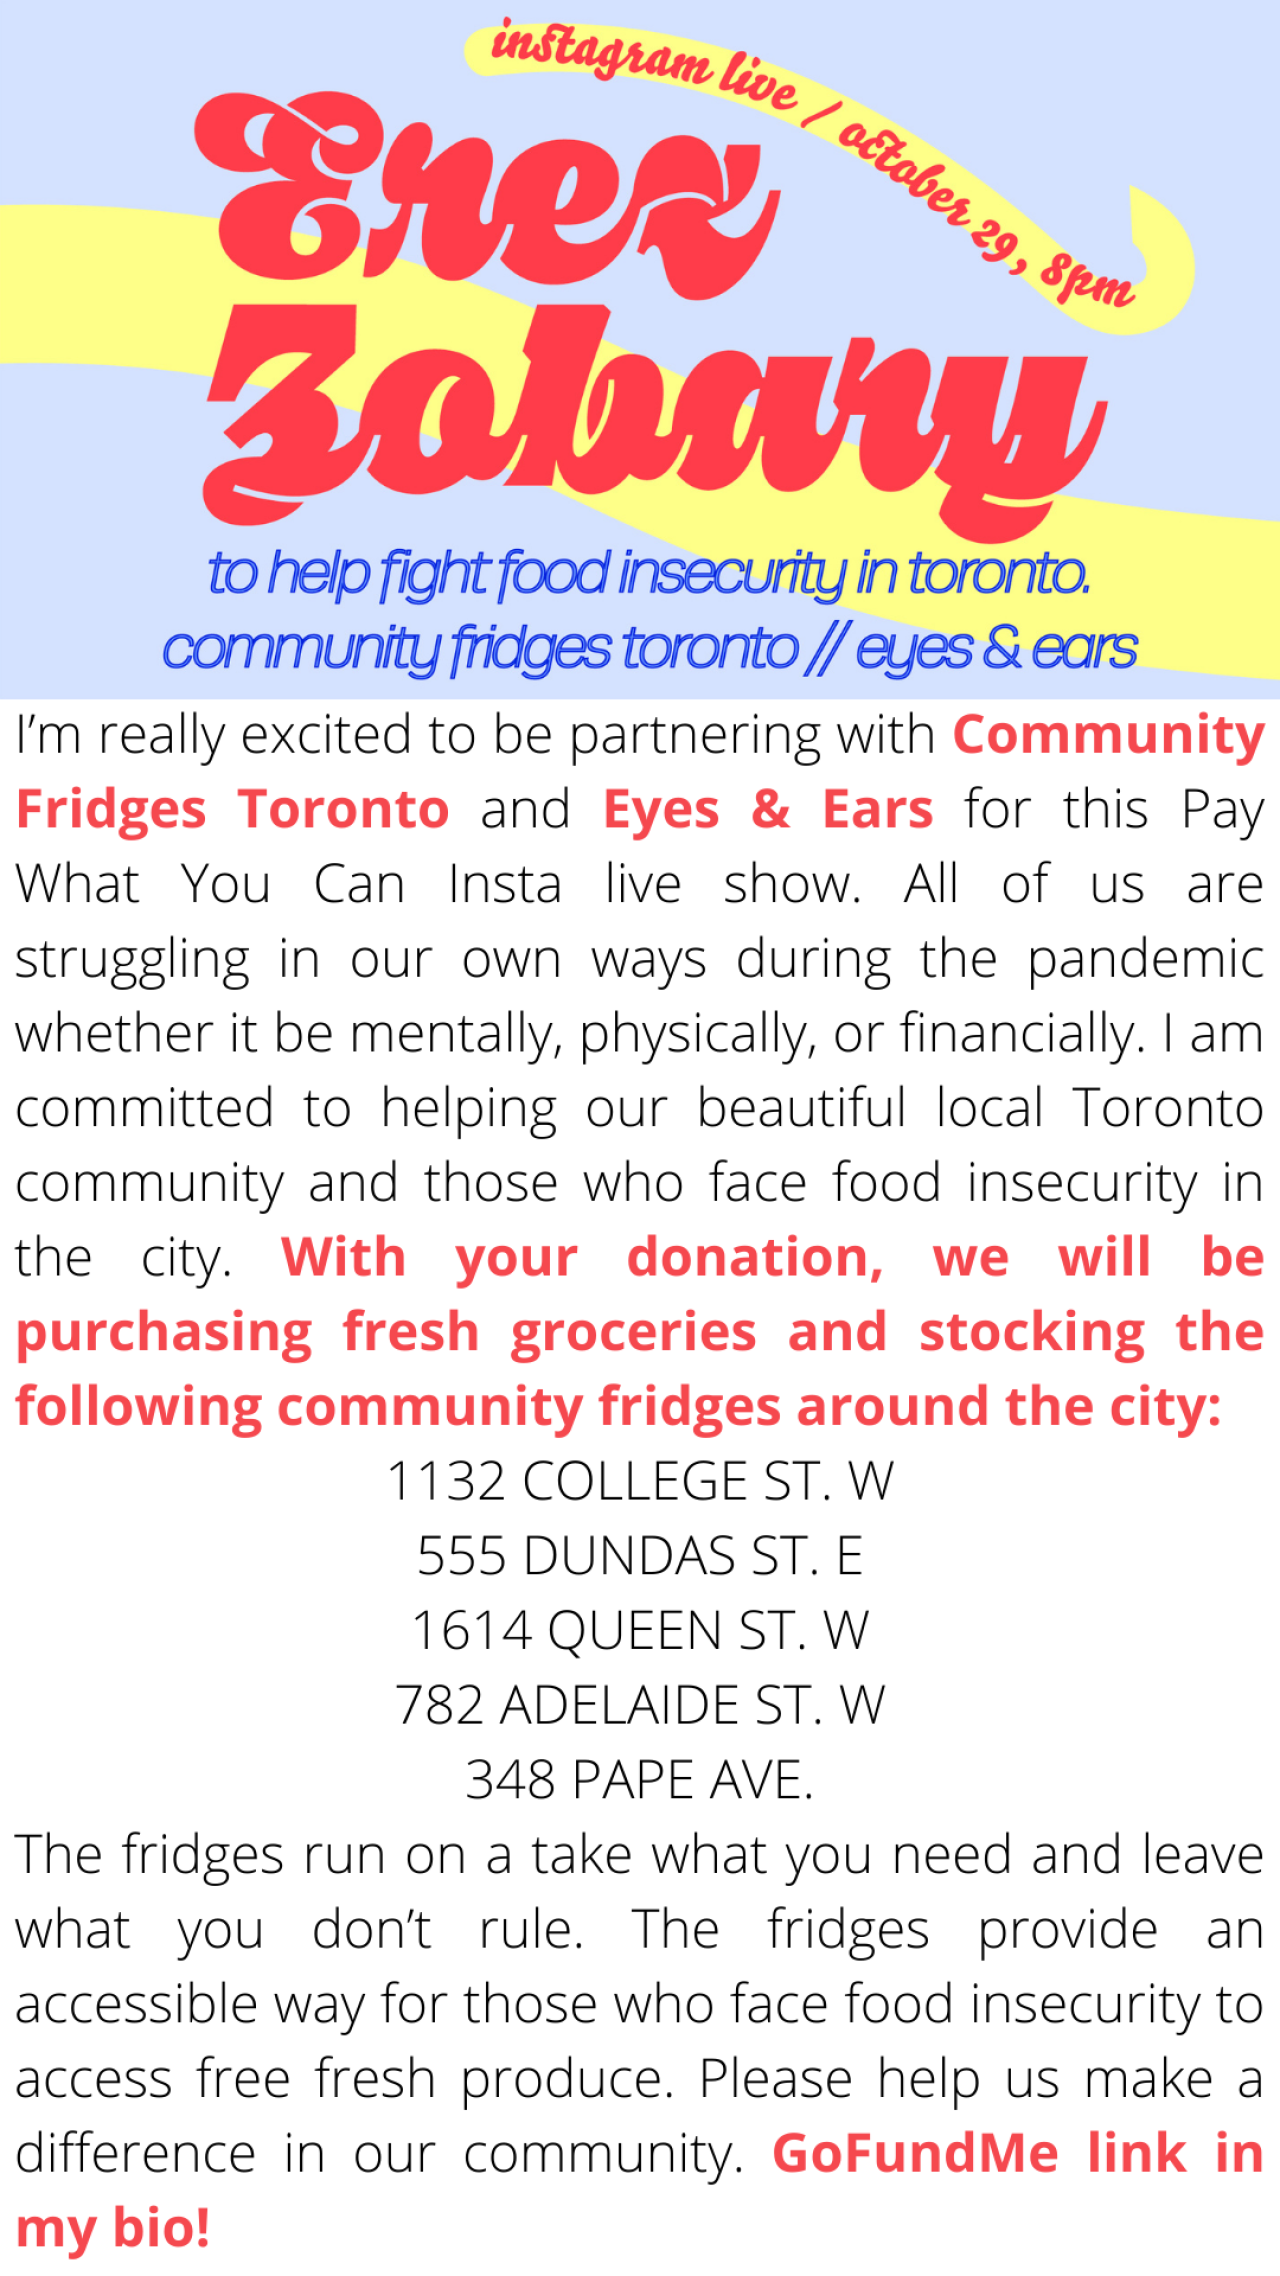 instagram live / october 29, 8pm
Erez
Zobary
to help fight food insecurity in toronto.
community fridges toronto // eyes & ears
I’m really excited to be partnering with Community
Fridges Toronto and Eyes & Ears for this Pay
What You Can Insta live show. All of us are
struggling in our own ways during the pandemic
whether it be mentally, physically, or financially. I am
committed to helping our beautiful local Toronto
community and those who face food insecurity in
the city. With your donation, we will be
purchasing fresh groceries and stocking the
following community fridges around the city:
1132 COLLEGE ST. W
555 DUNDAS ST. E
1614 QUEEN ST. W
782 ADELAIDE ST. W
348 PAPE AVE.
The fridges run on a take what you need and leave
what you don’t rule. The fridges provide an
accessible way for those who face food insecurity to
access free fresh produce. Please help us make a
difference in our community. GoFundMe link in
my bio!